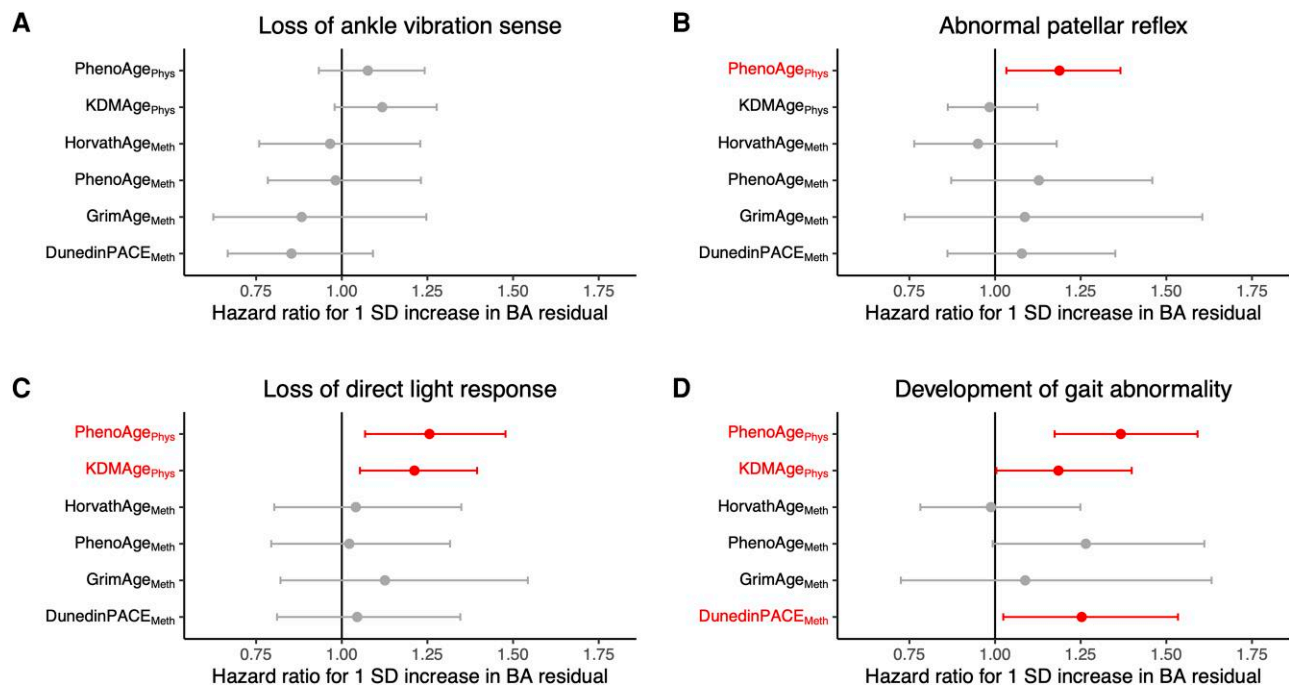 A
Loss of ankle vibration sense
PhenoAgePhys
KDMAgePhys
HorvathAgeMeth
PhenoAgeMeth
GrimAgeMeth
DunedinPACEMeth
0.75 1.00 1.25 1.50 1.75
Hazard ratio for 1 SD increase in BA residual
B
Abnormal patellar reflex
PhenoAgePhys
KDMAgePhys
HorvathAgeMeth
PhenoAgeMeth
GrimAgeMeth
DunedinPACEMeth
0.75 1.00 1.25 1.50 1.75
Hazard ratio for 1 SD increase in BA residual
C
Loss of direct light response
PhenoAgePhys
KDMAgePhys
HorvathAgeMeth
PhenoAgeMeth
GrimAgeMeth
DunedinPACEMeth
0.75 1.00 1.25 1.50 1.75
Hazard ratio for 1 SD increase in BA residual
D
Development of gait abnormality
PhenoAgePhys
KDMAgePhys
HorvathAgeMeth
PhenoAgeMeth
GrimAgeMeth
DunedinPACEMeth
0.75 1.00 1.25 1.50 1.75
Hazard ratio for 1 SD increase in BA residual